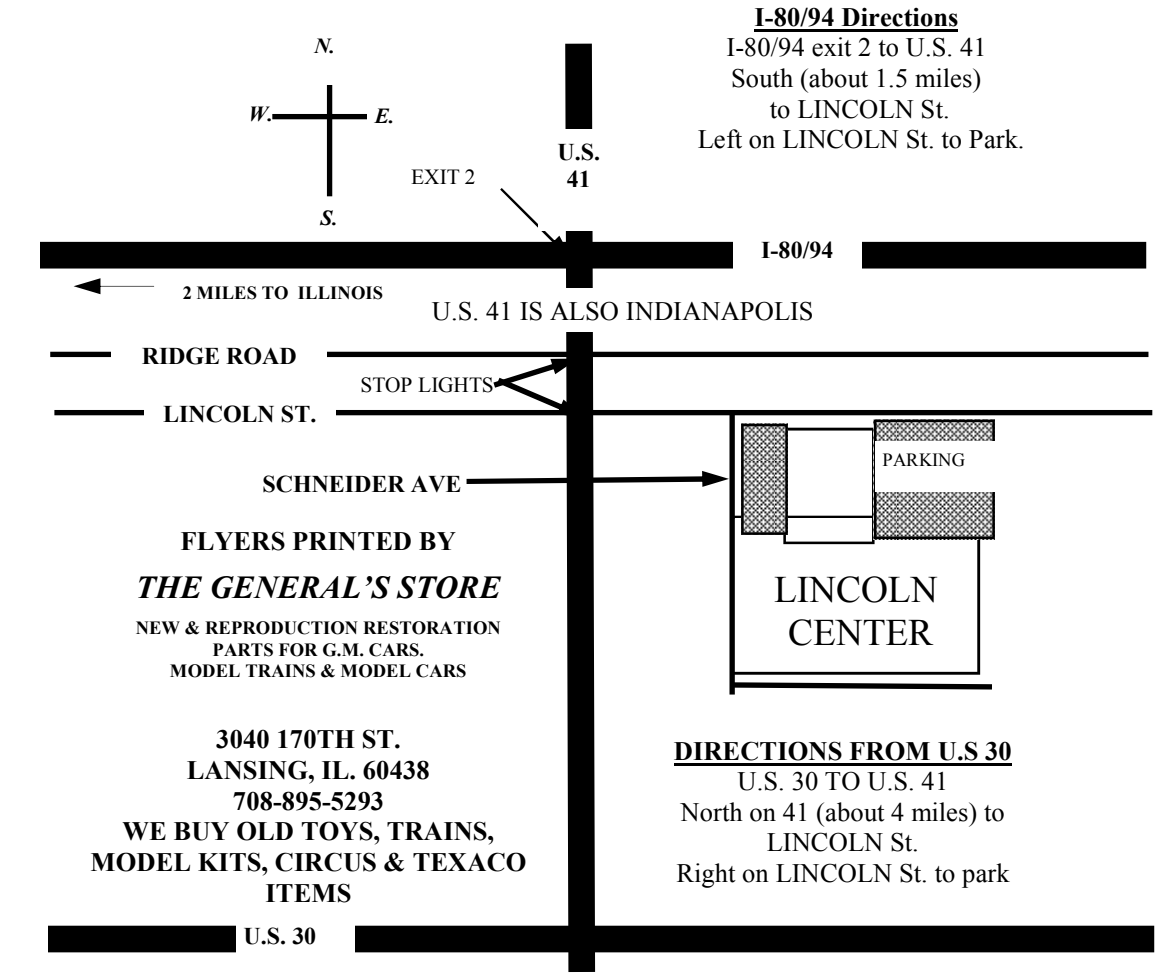 I-80/94 Directions
I-80/94 exit 2 to U.S. 41
South (about 1.5 miles)
to LINCOLN St.
Left on LINCOLN St. to Park.
N.
W.
E.
S.
U.S.
41
EXIT 2
I-80/94
2 MILES TO ILLINOIS
U.S. 41 IS ALSO INDIANAPOLIS
RIDGE ROAD
STOP LIGHTS
LINCOLN ST.
PARKING
SCHNEIDER AVE
LINCOLN
CENTER
FLYERS PRINTED BY
THE GENERAL'S STORE
NEW & REPRODUCTION RESTORATION
PARTS FOR G.M. CARS.
MODEL TRAINS & MODEL CARS
3040 170TH ST.
LANSING, IL. 60438
708-895-5293
WE BUY OLD TOYS, TRAINS,
MODEL KITS, CIRCUS & TEXACO
ITEMS
DIRECTIONS FROM U.S 30
U.S. 30 TO U.S. 41
North on 41 (about 4 miles) to
LINCOLN St.
Right on LINCOLN St. to park
U.S. 30